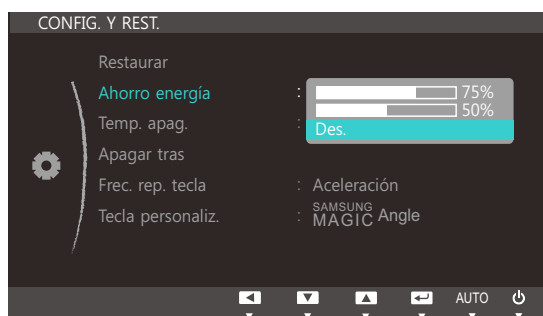 CONFIG. Y REST.
Restaurar
Ahorro energía : 75%
50%
Temp. apag. : Des.
Apagar tras
Frec. rep. tecla : Aceleración
Tecla personaliz. : SAMSUNG MAGIC Angle
AUTO